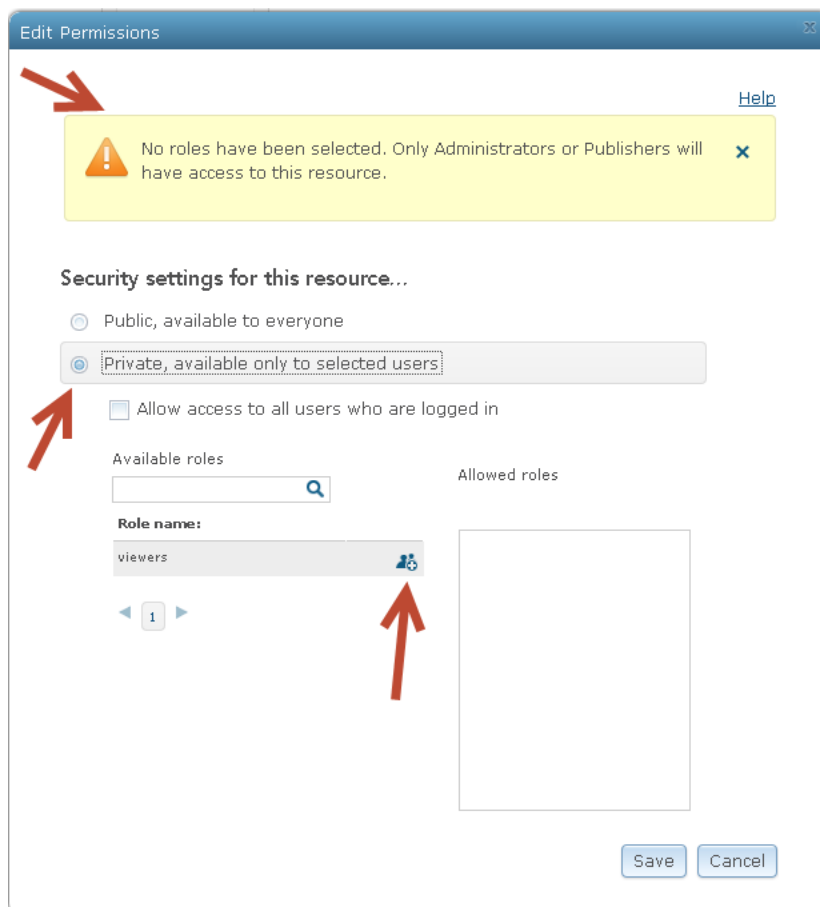 Edit Permissions
Help
No roles have been selected. Only Administrators or Publishers will
have access to this resource.
Security settings for this resource...
Public, available to everyone
Private, available only to selected users
Allow access to all users who are logged in
Available roles
Allowed roles
Role name:
viewers
1
Save Cancel